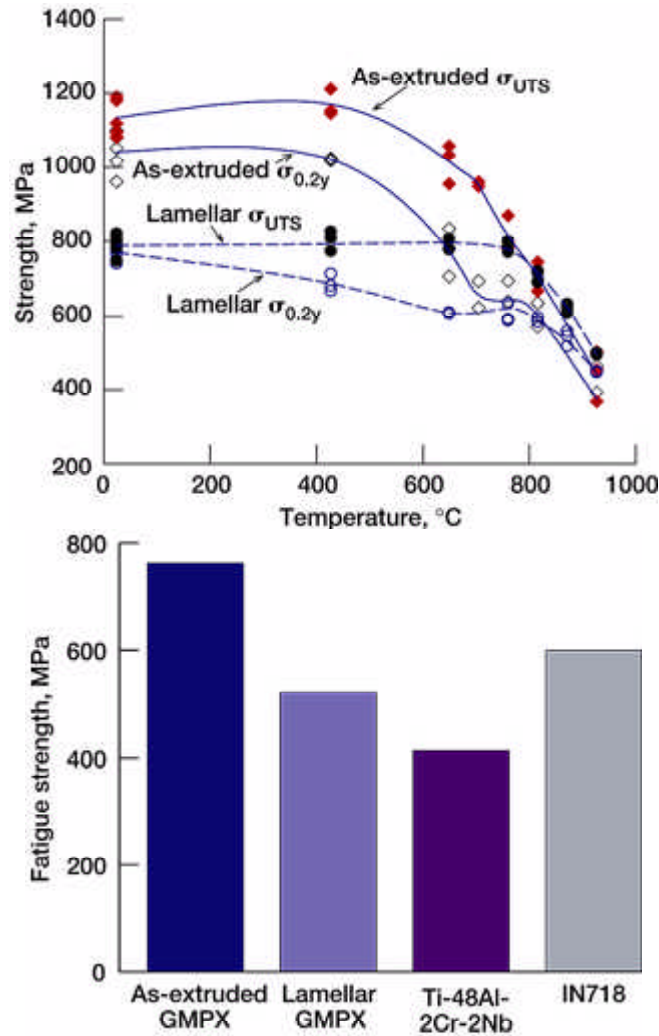 1400
1200
1000
800
600
400
200
Strength, MPa
As-extruded σUTS
As-extruded σ0.2y
Lamellar σUTS
Lamellar σ0.2y
0 200 400 600 800 1000
Temperature, °C
800
600
400
200
0
Fatigue strength, MPa
As-extruded
GMPX
Lamellar
GMPX
Ti-48Al-
2Cr-2Nb
IN718